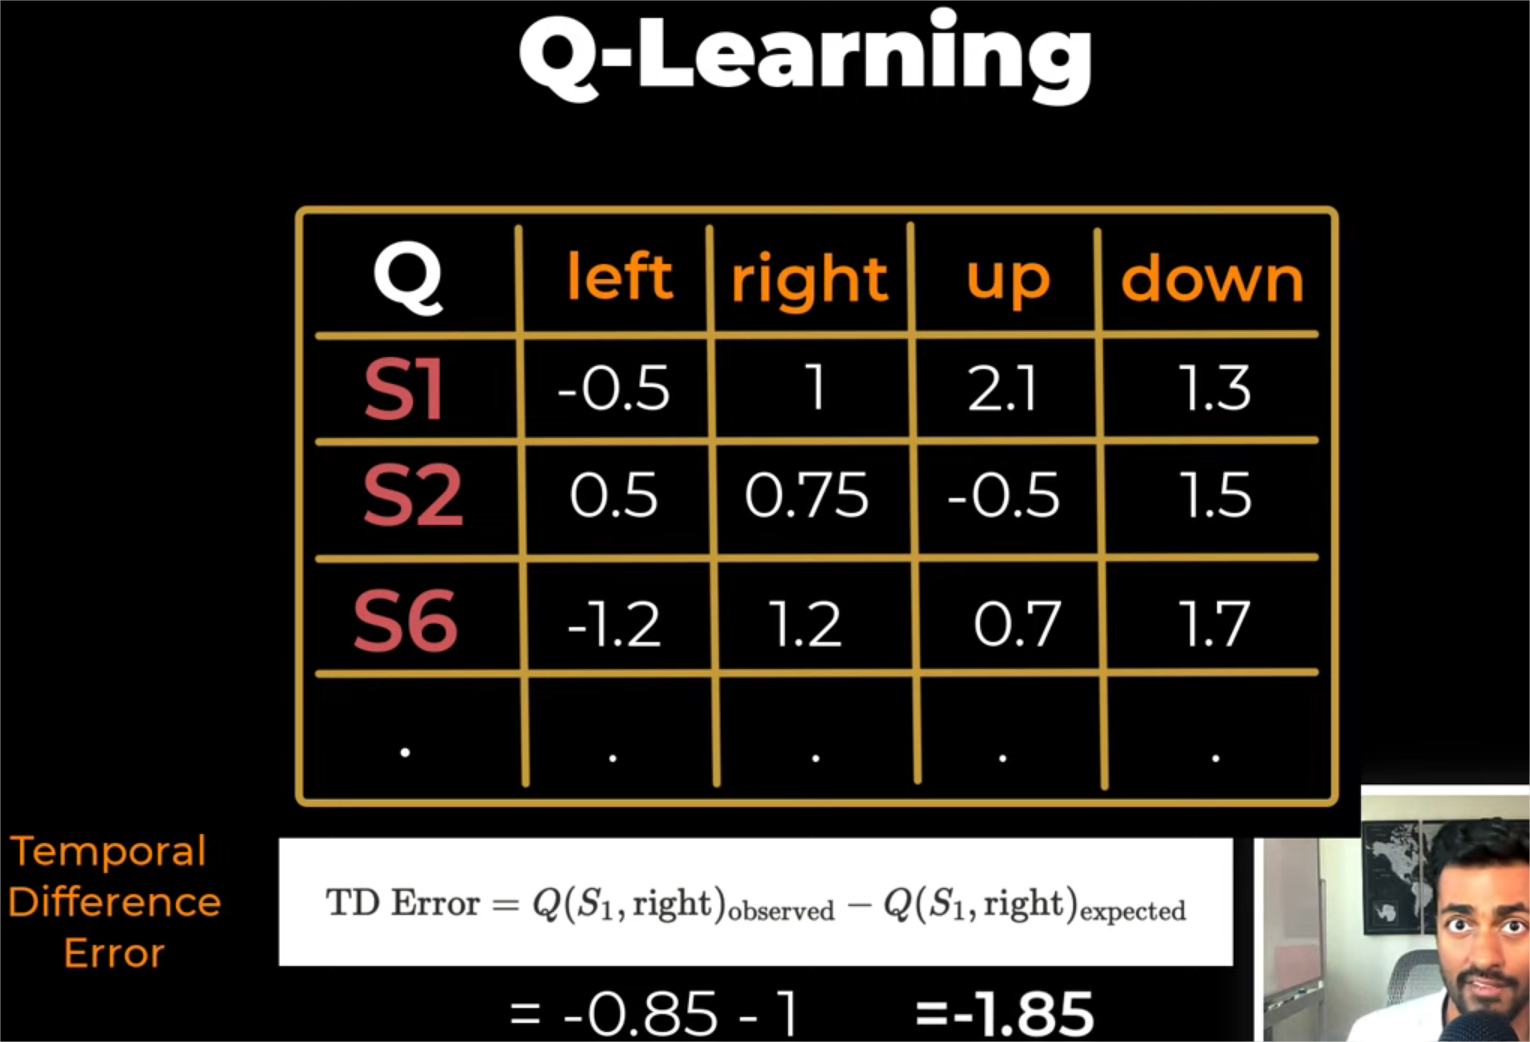 Q-Learning
Q left right up down
S1 -0.5 1 2.1 1.3
S2 0.5 0.75 -0.5 1.5
S6 -1.2 1.2 0.7 1.7
. . . . .
Temporal
Difference
Error
TD Error = Q(S₁, right)observed − Q(S₁, right)expected
= -0.85 - 1 =-1.85